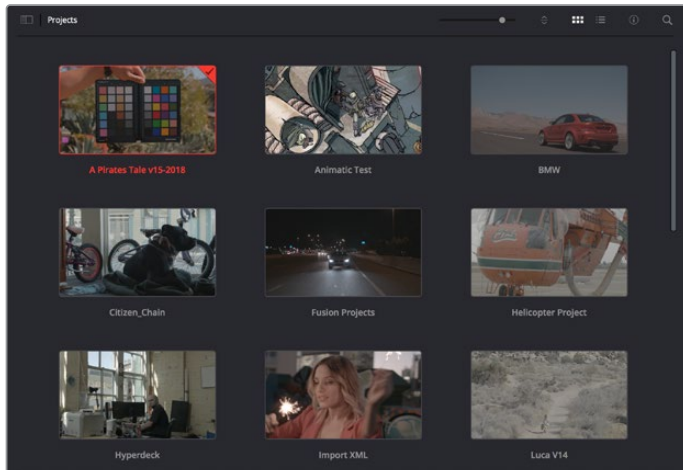 Projects
A Pirates Tale v15-2018
Animatic Test
BMW
Citizen_Chain
Fusion Projects
Helicopter Project
Hyperdeck
Import XML
Luca V14